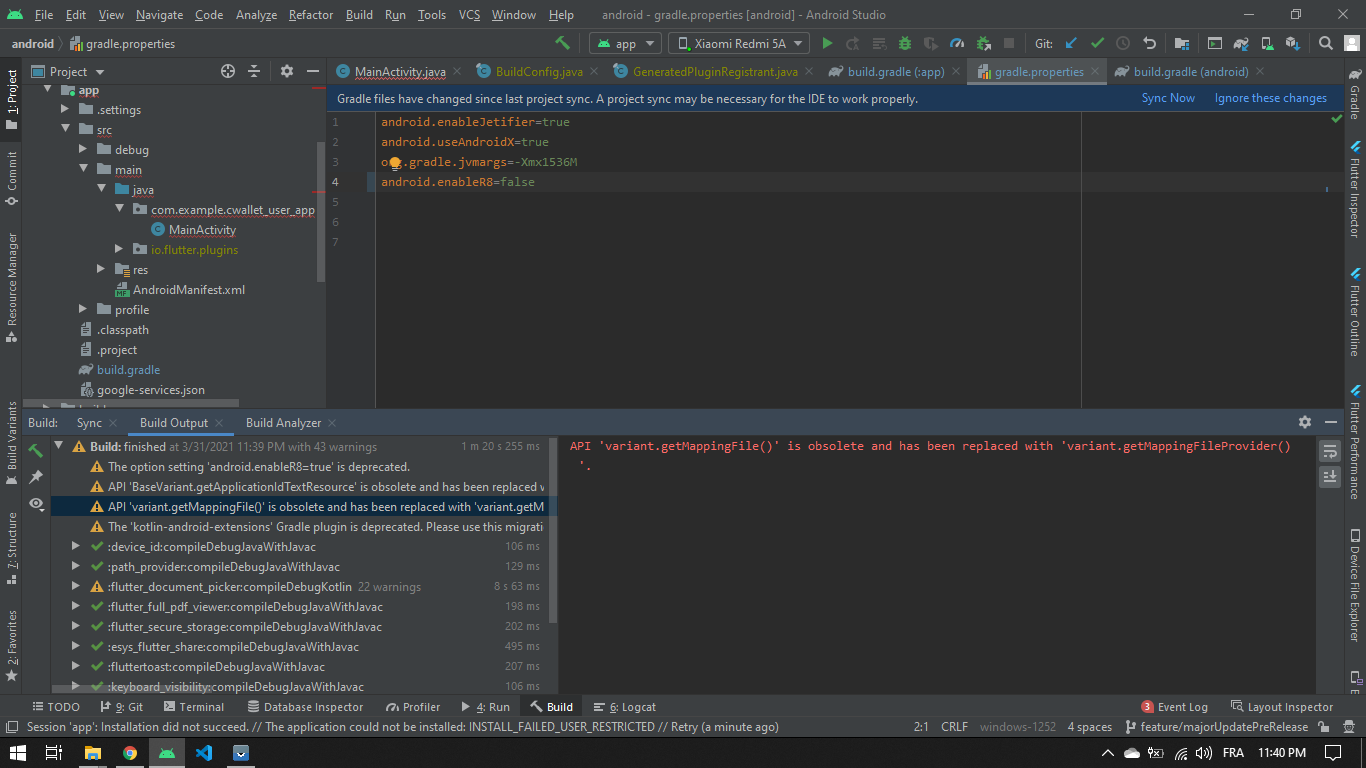 File Edit View Navigate Code Analyze Refactor Build Run Tools VCS Window Help android - gradle.properties [android] - Android Studio
android gradle.properties app Xiaomi Redmi 5A Git:
Project MainActivity.java BuildConfig.java GeneratedPluginRegistrant.java build.gradle (:app) gradle.properties build.gradle (android)
app
.settings
src
debug
main
java
com.example.cwallet_user_app
MainActivity
io.flutter.plugins
res
AndroidManifest.xml
profile
.classpath
.project
build.gradle
google-services.json
Gradle files have changed since last project sync. A project sync may be necessary for the IDE to work properly. Sync Now Ignore these changes
1 android.enableJetifier=true
2 android.useAndroidX=true
3 org.gradle.jvmargs=-Xmx1536M
4 android.enableR8=false
5
6
7
1: Project
Commit
Resource Manager
Build Variants
7: Structure
2: Favorites
Gradle
Flutter Inspector
Flutter Outline
Flutter Performance
Device File Explorer
Build: Sync Build Output Build Analyzer
Build: finished at 3/31/2021 11:39 PM with 43 warnings 1 m 20 s 255 ms
The option setting 'android.enableR8=true' is deprecated.
API 'BaseVariant.getApplicationIdTextResource' is obsolete and has been replaced w
API 'variant.getMappingFile()' is obsolete and has been replaced with 'variant.getM
The 'kotlin-android-extensions' Gradle plugin is deprecated. Please use this migrati
:device_id:compileDebugJavaWithJavac 106 ms
:path_provider:compileDebugJavaWithJavac 129 ms
:flutter_document_picker:compileDebugKotlin 22 warnings 8 s 63 ms
:flutter_full_pdf_viewer:compileDebugJavaWithJavac 198 ms
:flutter_secure_storage:compileDebugJavaWithJavac 202 ms
:esys_flutter_share:compileDebugJavaWithJavac 495 ms
:fluttertoast:compileDebugJavaWithJavac 207 ms
:keyboard_visibility:compileDebugJavaWithJavac 106 ms
API 'variant.getMappingFile()' is obsolete and has been replaced with 'variant.getMappingFileProvider()
'.
TODO 9: Git Terminal Database Inspector Profiler 4: Run Build 6: Logcat 3 Event Log Layout Inspector
Session 'app': Installation did not succeed. // The application could not be installed: INSTALL_FAILED_USER_RESTRICTED // Retry (a minute ago) 2:1 CRLF windows-1252 4 spaces feature/majorUpdatePreRelease
FRA 11:40 PM